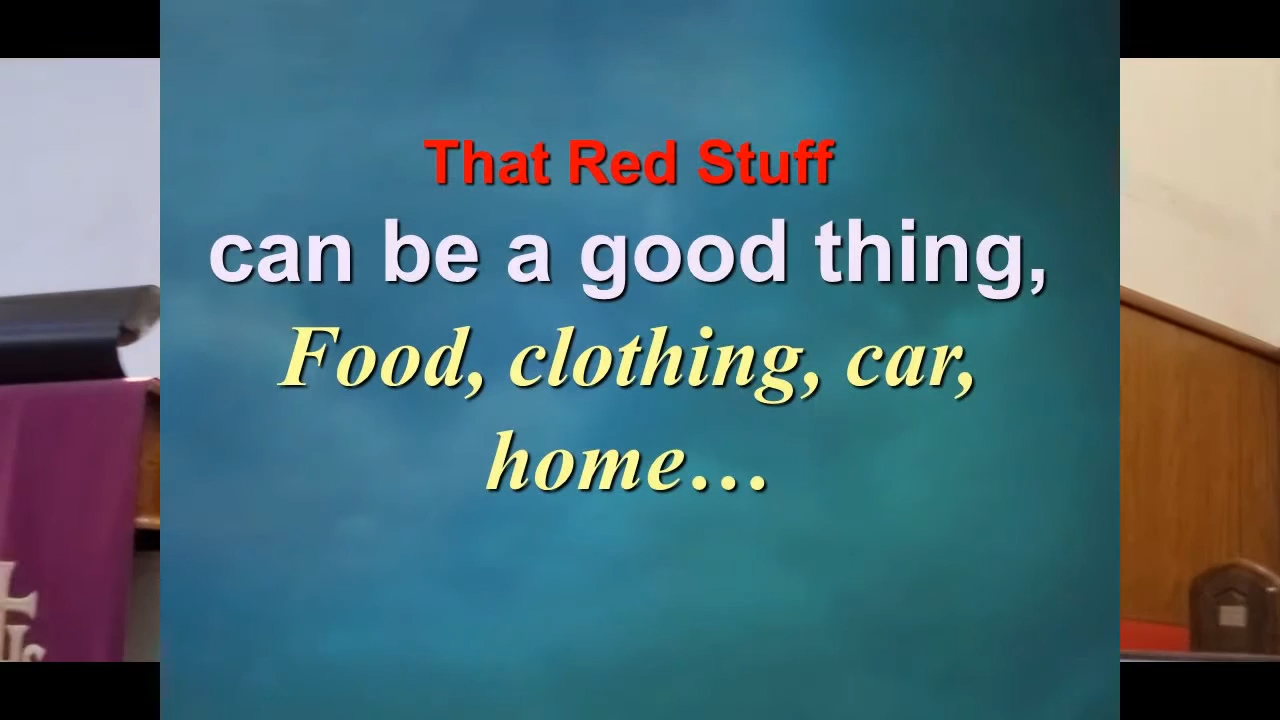 That Red Stuff
can be a good thing,
Food, clothing, car,
home…